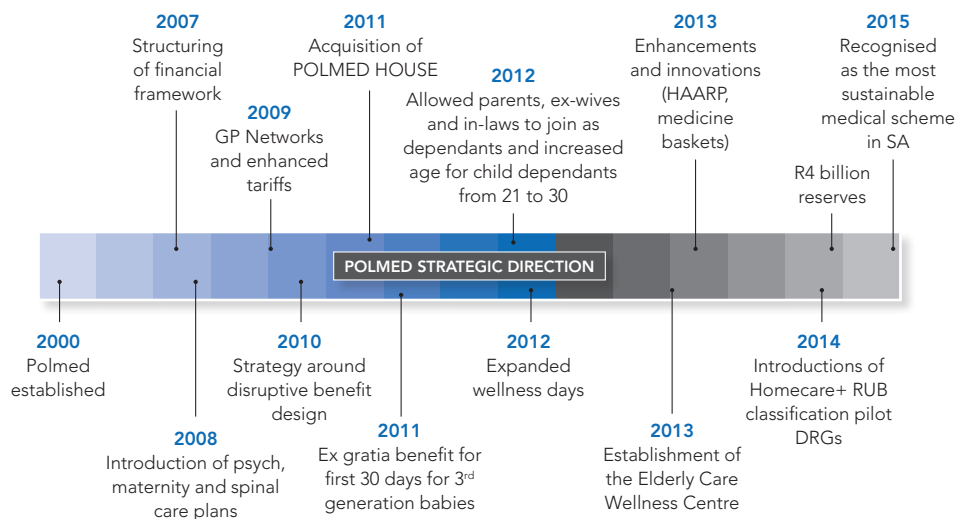 2007
Structuring
of financial
framework
2009
GP Networks
and enhanced
tariffs
2011
Acquisition of
POLMED HOUSE
2012
Allowed parents, ex-wives
and in-laws to join as
dependants and increased
age for child dependants
from 21 to 30
2013
Enhancements
and innovations
(HAARP,
medicine
baskets)
R4 billion
reserves
2015
Recognised
as the most
sustainable
medical scheme
in SA
POLMED STRATEGIC DIRECTION
2000
Polmed
established
2008
Introduction of psych,
maternity and spinal
care plans
2010
Strategy around
disruptive benefit
design
2011
Ex gratia benefit for
first 30 days for 3rd
generation babies
2012
Expanded
wellness days
2013
Establishment of
the Elderly Care
Wellness Centre
2014
Introductions of
Homecare+ RUB
classification pilot
DRGs